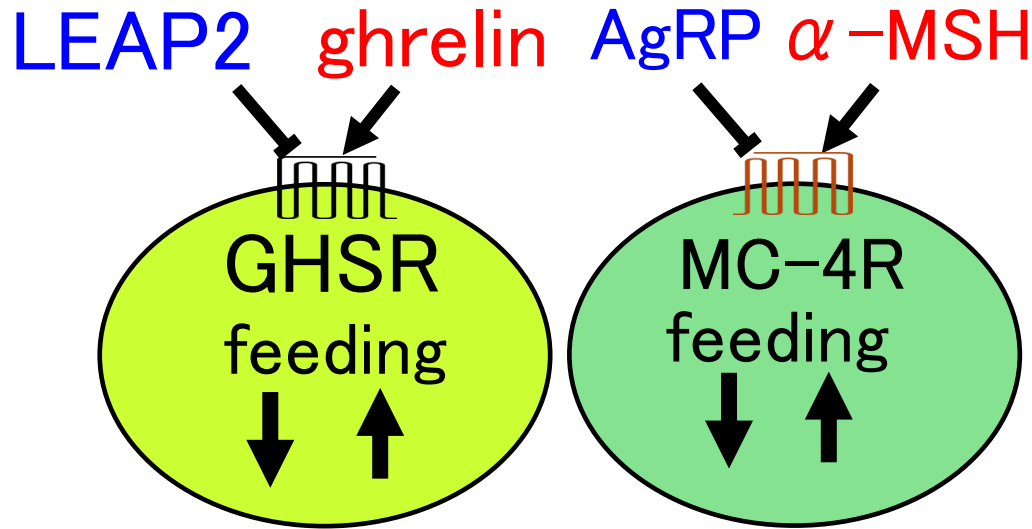 LEAP2 ghrelin AgRP α-MSH
GHSR
feeding
MC-4R
feeding